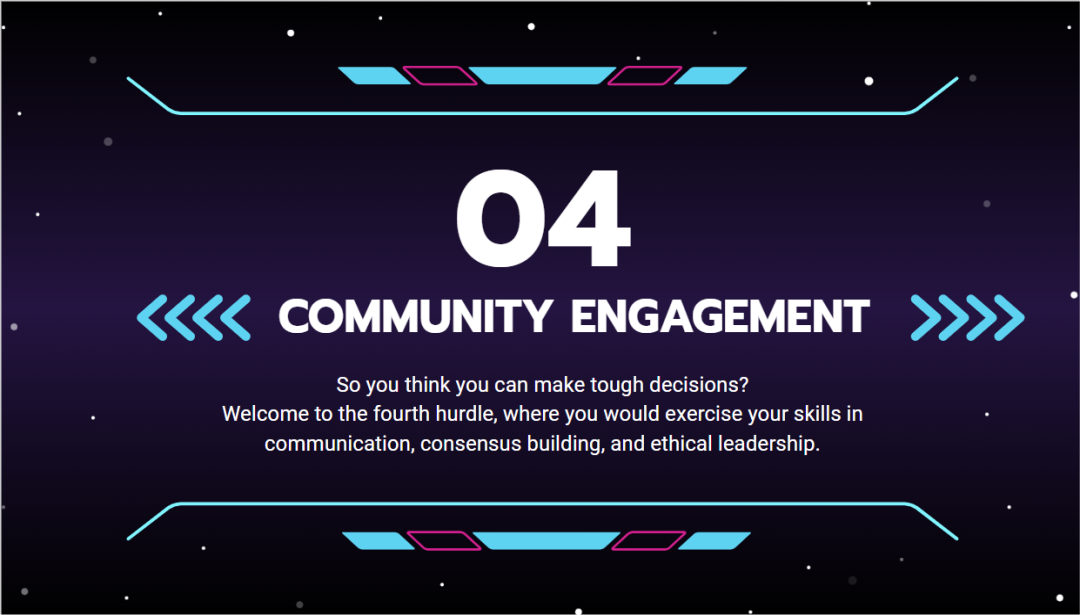 04
COMMUNITY ENGAGEMENT
So you think you can make tough decisions?
Welcome to the fourth hurdle, where you would exercise your skills in
communication, consensus building, and ethical leadership.